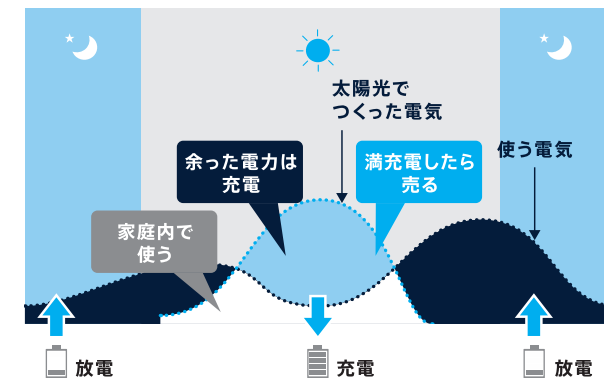 太陽光で
つくった電気
使う電気
余った電力は
充電
満充電したら
売る
家庭内で
使う
放電
充電
放電